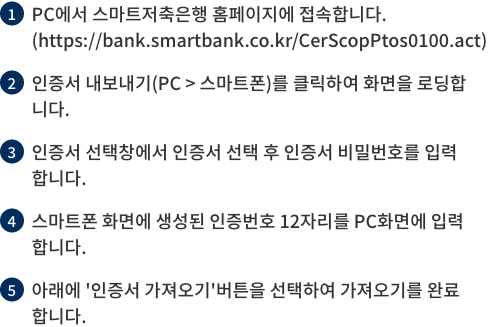 1 PC에서 스마트저축은행 홈페이지에 접속합니다.
(https://bank.smartbank.co.kr/CerScopPtos0100.act)
2 인증서 내보내기(PC > 스마트폰)를 클릭하여 화면을 로딩합
니다.
3 인증서 선택창에서 인증서 선택 후 인증서 비밀번호를 입력
합니다.
4 스마트폰 화면에 생성된 인증번호 12자리를 PC화면에 입력
합니다.
5 아래에 '인증서 가져오기'버튼을 선택하여 가져오기를 완료
합니다.